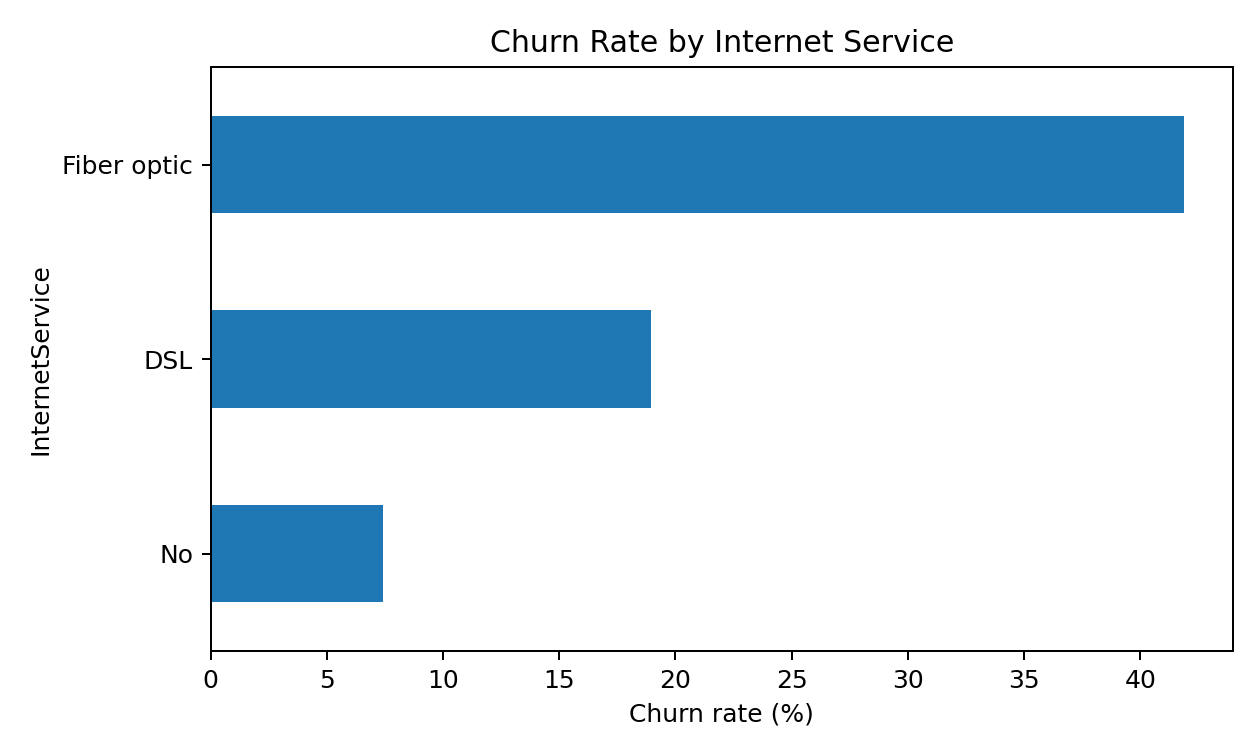 Churn Rate by Internet Service
InternetService
Fiber optic
DSL
No
0 5 10 15 20 25 30 35 40
Churn rate (%)